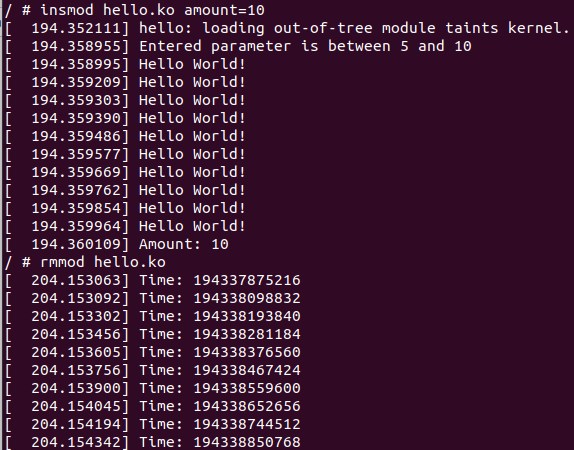 / # insmod hello.ko amount=10
[  194.352111] hello: loading out-of-tree module taints kernel.
[  194.358955] Entered parameter is between 5 and 10
[  194.358995] Hello World!
[  194.359209] Hello World!
[  194.359303] Hello World!
[  194.359390] Hello World!
[  194.359486] Hello World!
[  194.359577] Hello World!
[  194.359669] Hello World!
[  194.359762] Hello World!
[  194.359854] Hello World!
[  194.359964] Hello World!
[  194.360109] Amount: 10
/ # rmmod hello.ko
[  204.153063] Time: 194337875216
[  204.153092] Time: 194338098832
[  204.153302] Time: 194338193840
[  204.153456] Time: 194338281184
[  204.153605] Time: 194338376560
[  204.153756] Time: 194338467424
[  204.153900] Time: 194338559600
[  204.154045] Time: 194338652656
[  204.154194] Time: 194338744512
[  204.154342] Time: 194338850768